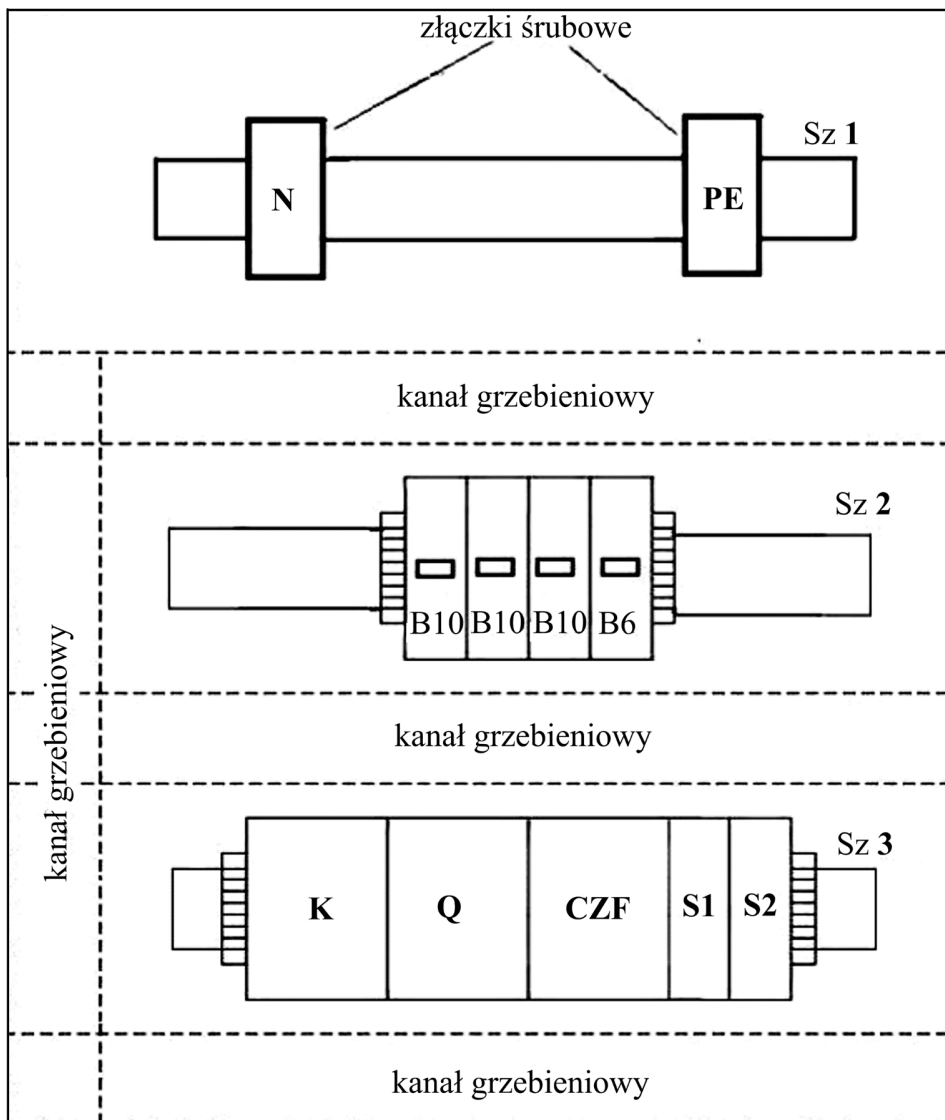 złączki śrubowe
Sz 1
N
PE
kanał grzebieniowy
Sz 2
B10 B10 B10 B6
kanał grzebieniowy
kanał grzebieniowy
Sz 3
K Q CZF S1 S2
kanał grzebieniowy